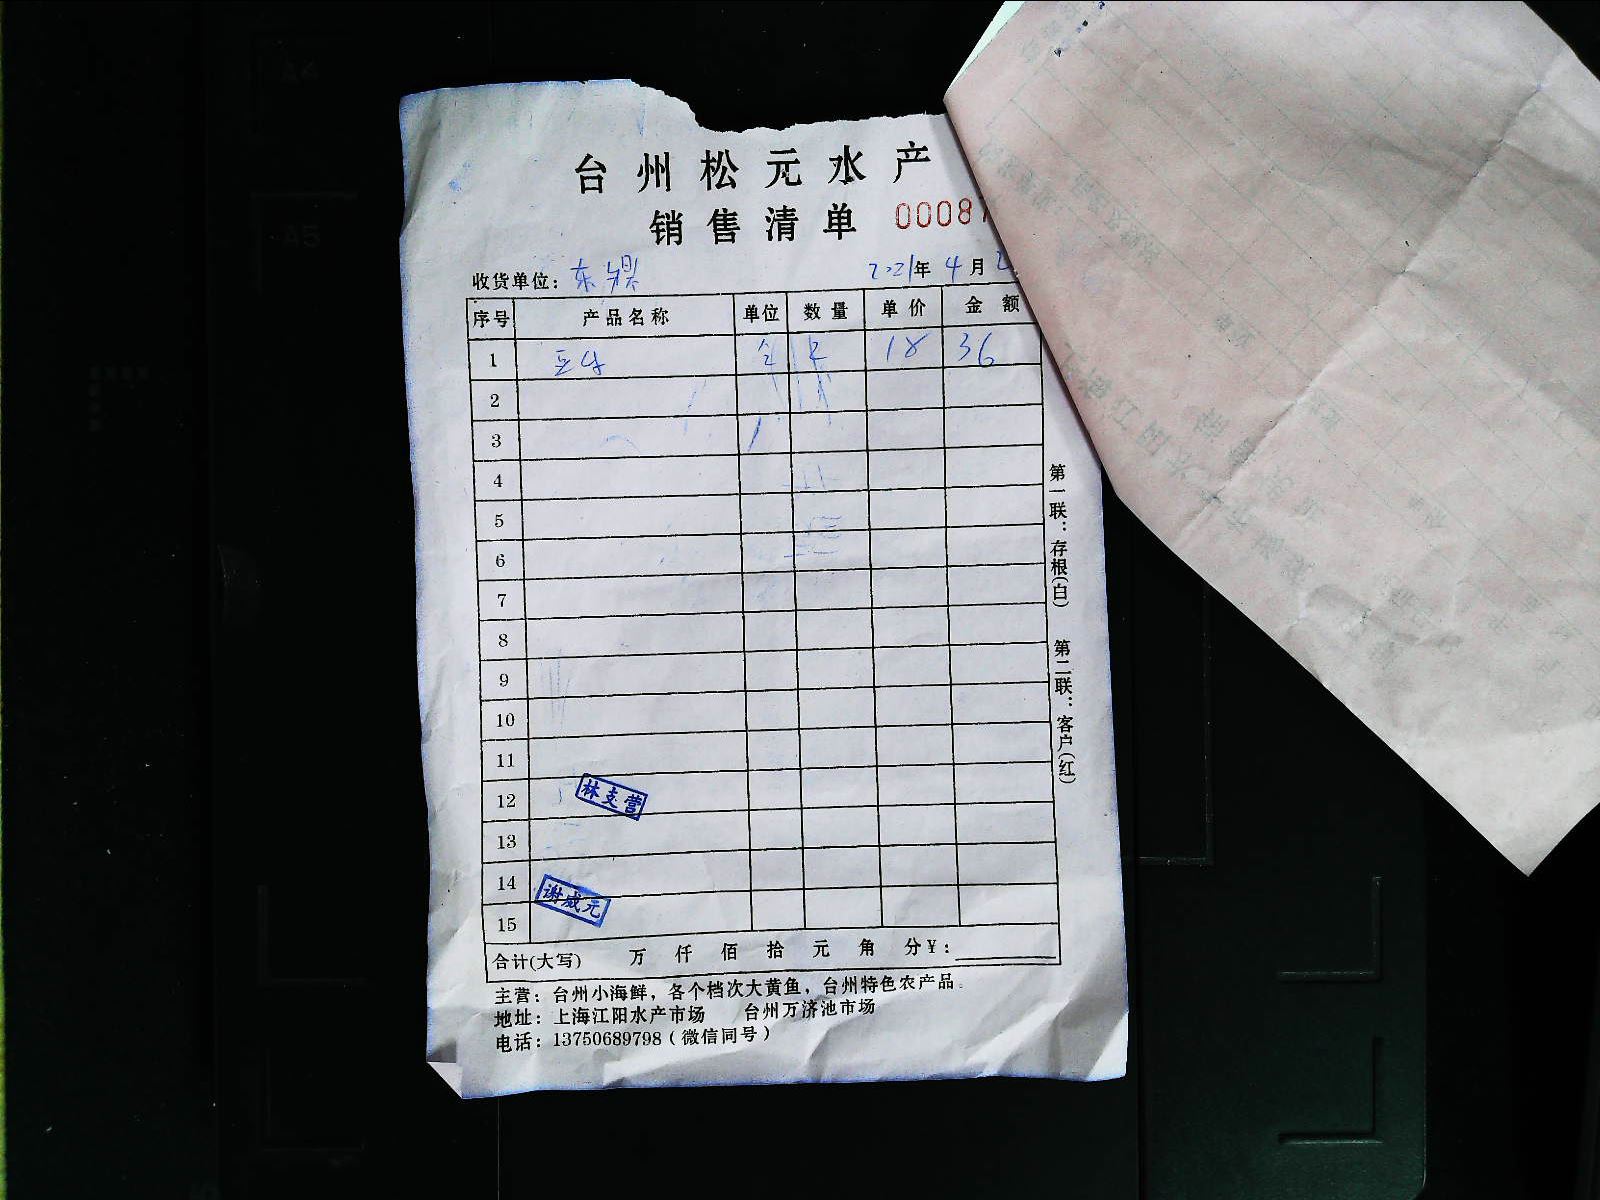 台州松元水产
销售清单 00087
收货单位: 东 2021年 4月2
序号 产品名称 单位 数量 单价 金额
1 18 36
2
3
4
5
6
7
8
9
10
11
12 林支营
13
14 谢成元
15
合计(大写) 万 仟 佰 拾 元 角 分¥:
主营: 台州小海鲜, 各个档次大黄鱼, 台州特色农产品。
地址: 上海江阳水产市场 台州万济池市场
电话: 13750689798 (微信同号)
第一联: 存根(白) 第二联: 客户(红)
A4
A5